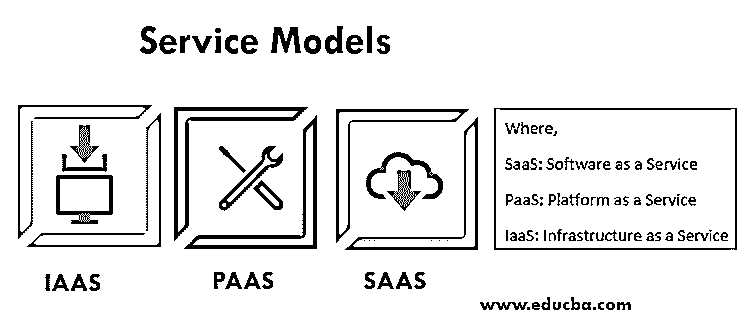 Service Models
Where,
SaaS: Software as a Service
PaaS: Platform as a Service
IaaS: Infrastructure as a Service
IAAS
PAAS
SAAS
www.educba.com